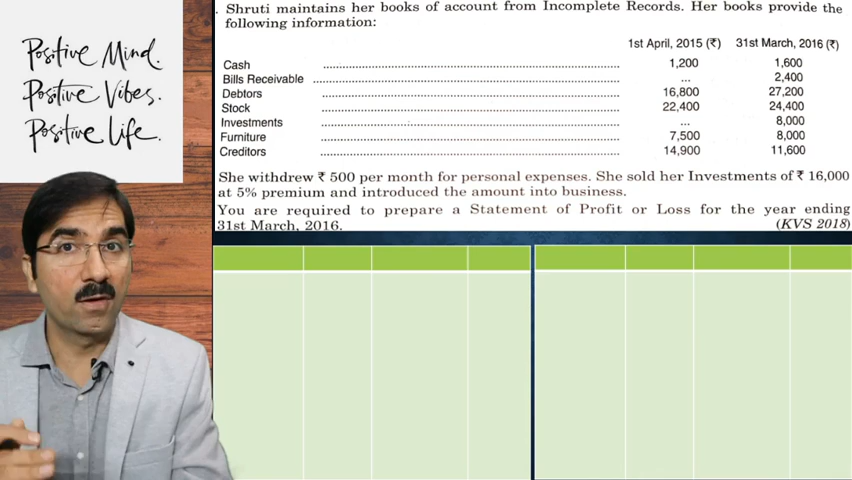 Positive Mind.
Positive Vibes.
Positive Life.
. Shruti maintains her books of account from Incomplete Records. Her books provide the
following information:
1st April, 2015 (₹) 31st March, 2016 (₹)
Cash ........................................................................ 1,200 1,600
Bills Receivable ........................................................................ ... 2,400
Debtors ........................................................................ 16,800 27,200
Stock ........................................................................ 22,400 24,400
Investments ........................................................................ ... 8,000
Furniture ........................................................................ 7,500 8,000
Creditors ........................................................................ 14,900 11,600
She withdrew ₹ 500 per month for personal expenses. She sold her Investments of ₹ 16,000
at 5% premium and introduced the amount into business.
You are required to prepare a Statement of Profit or Loss for the year ending
31st March, 2016. (KVS 2018)